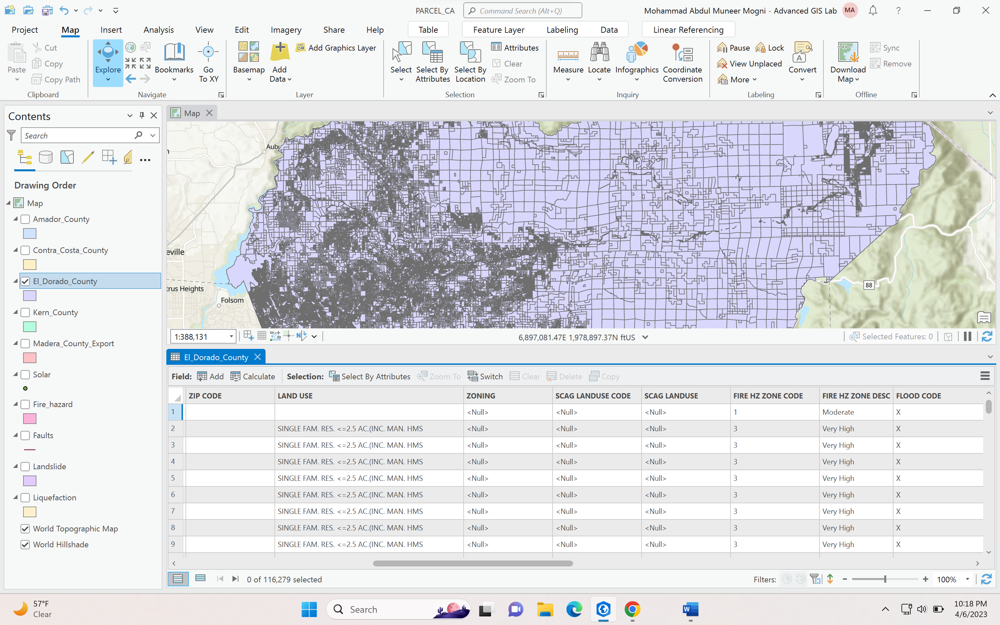 PARCEL_CA
Command Search (Alt+Q)
Mohammad Abdul Muneer Mogni - Advanced GIS Lab
MA
?
Project
Map
Insert
Analysis
View
Edit
Imagery
Share
Help
Table
Feature Layer
Labeling
Data
Linear Referencing
Paste
Cut
Copy
Copy Path
Clipboard
Explore
Bookmarks
Go
To XY
Navigate
Basemap
Add
Data
Add Graphics Layer
Layer
Select
Select By
Attributes
Select By
Location
Attributes
Clear
Zoom To
Selection
Measure
Locate
Infographics
Coordinate
Conversion
Inquiry
Pause
Lock
View Unplaced
More
A
Convert
Labeling
Download
Map
Sync
Remove
Offline
Contents
Search
Drawing Order
Map
Amador_County
Contra_Costa_County
El_Dorado_County
Kern_County
Madera_County_Export
Solar
Fire_hazard
Faults
Landslide
Liquefaction
World Topographic Map
World Hillshade
Map
Aubu
n
eville
trus Heights
Folsom
88
1:388,131
N
6,897,081.47E 1,978,897.37N ftUS
Selected Features: 0
El_Dorado_County
Field:
Add
Calculate
Selection:
Select By Attributes
Zoom To
Switch
Clear
Delete
Copy
ZIP CODE LAND USE ZONING SCAG LANDUSE CODE SCAG LANDUSE FIRE HZ ZONE CODE FIRE HZ ZONE DESC FLOOD CODE
1 <Null> <Null> <Null> 1 Moderate X
2 SINGLE FAM. RES. <=2.5 AC.(INC. MAN. HMS <Null> <Null> <Null> 3 Very High X
3 SINGLE FAM. RES. <=2.5 AC.(INC. MAN. HMS <Null> <Null> <Null> 3 Very High X
4 SINGLE FAM. RES. <=2.5 AC.(INC. MAN. HMS <Null> <Null> <Null> 3 Very High X
5 SINGLE FAM. RES. <=2.5 AC.(INC. MAN. HMS <Null> <Null> <Null> 3 Very High X
6 SINGLE FAM. RES. <=2.5 AC.(INC. MAN. HMS <Null> <Null> <Null> 3 Very High X
7 SINGLE FAM. RES. <=2.5 AC.(INC. MAN. HMS <Null> <Null> <Null> 3 Very High X
8 SINGLE FAM. RES. <=2.5 AC.(INC. MAN. HMS <Null> <Null> <Null> 3 Very High X
9 SINGLE FAM. RES. <=2.5 AC.(INC. MAN. HMS <Null> <Null> <Null> 3 Very High X
0 of 116,279 selected
Filters:
- + 100%
57°F
Clear
Search
W
10:18 PM
4/6/2023